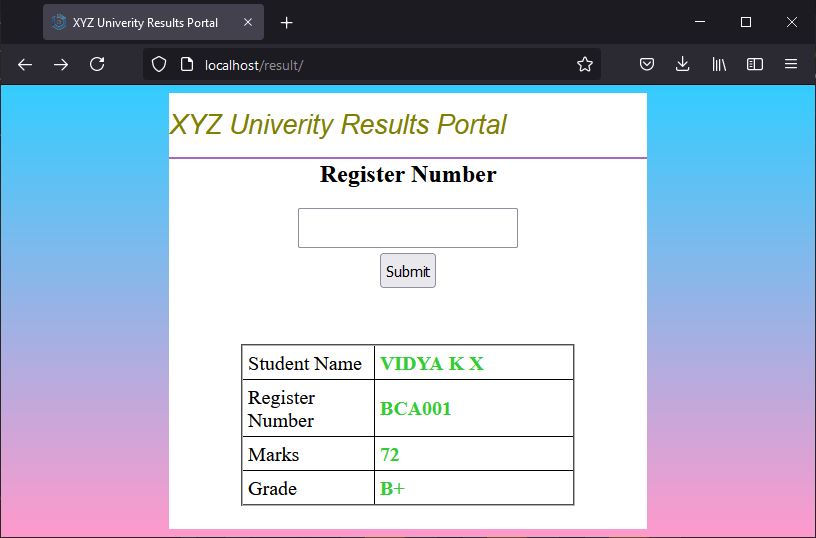 XYZ Univerity Results Portal
localhost/result/
XYZ Univerity Results Portal
Register Number
Submit
Student Name VIDYA K X
Register
Number BCA001
Marks 72
Grade B+